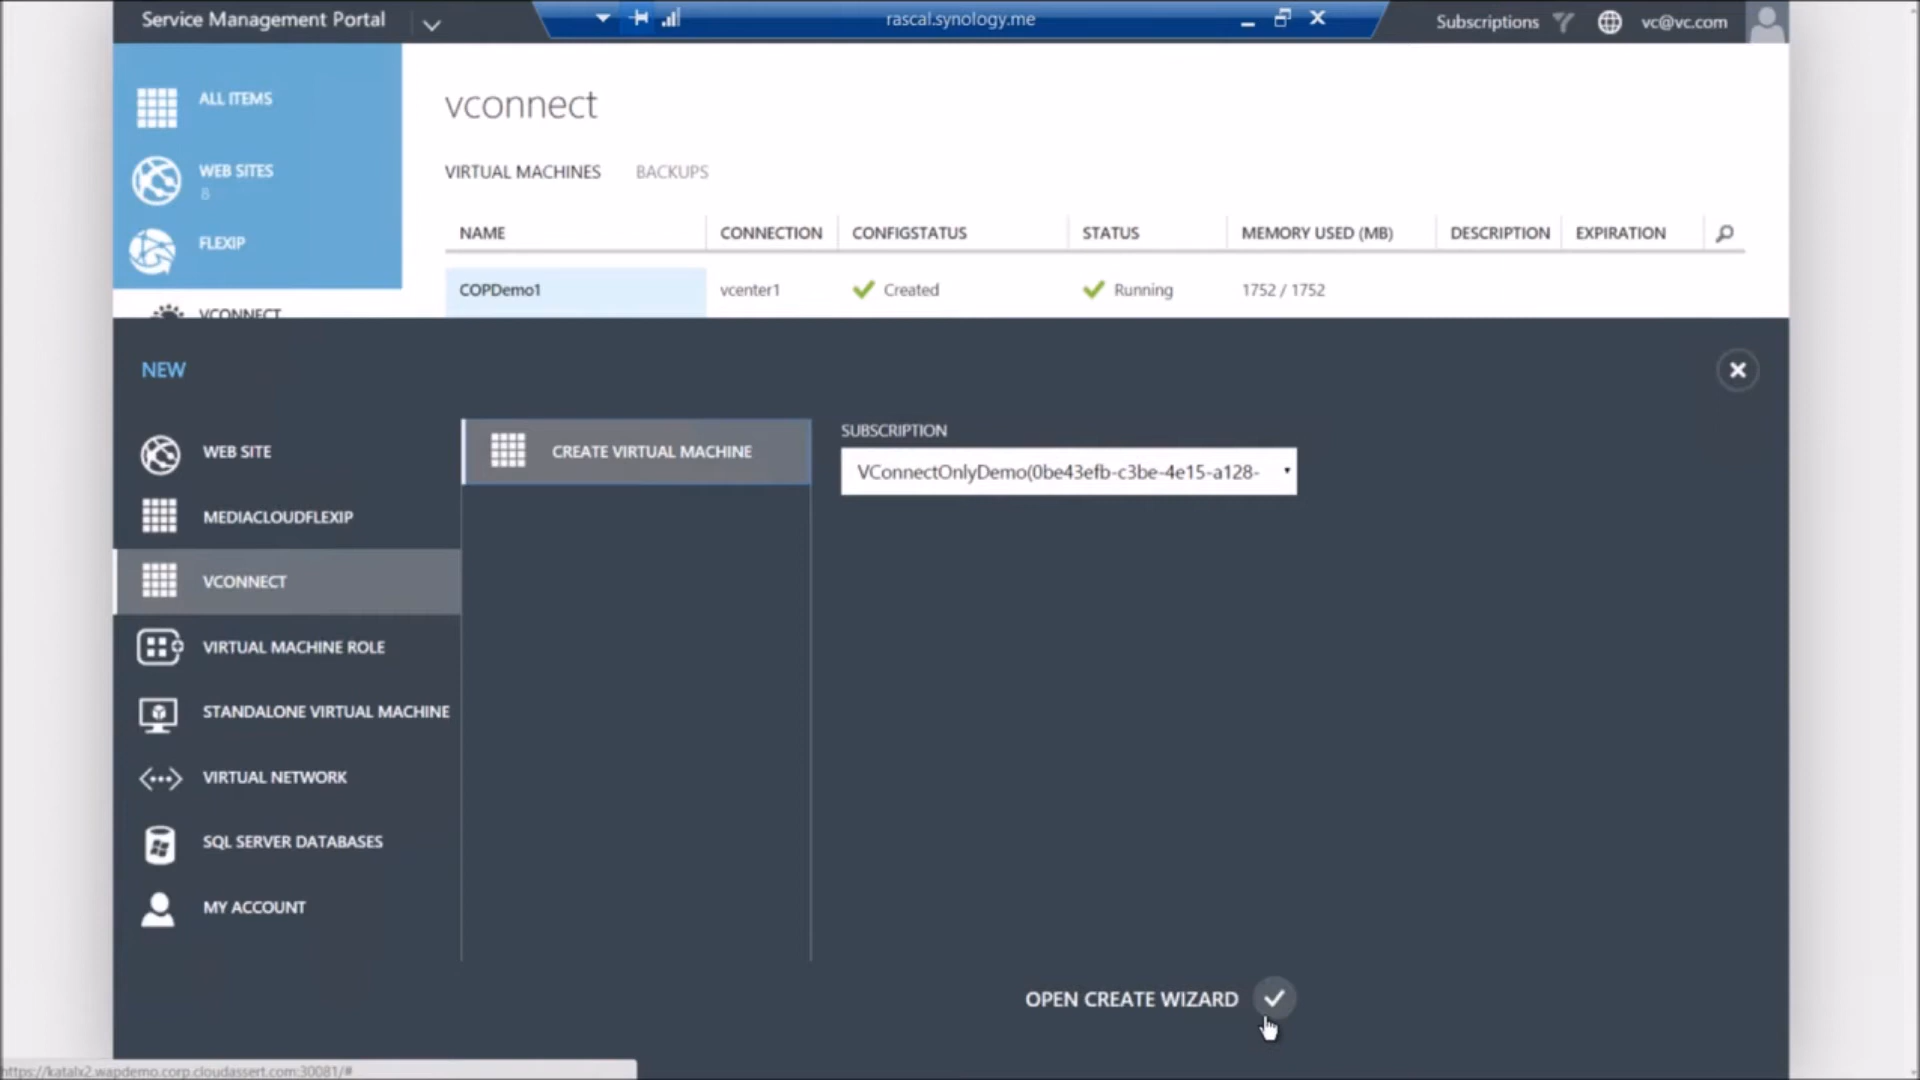 Service Management Portal
rascal.synology.me
Subscriptions
vc@vc.com
ALL ITEMS
WEB SITES
8
FLEXIP
VCONNECT
vconnect
VIRTUAL MACHINES
BACKUPS
NAME
CONNECTION
CONFIGSTATUS
STATUS
MEMORY USED (MB)
DESCRIPTION
EXPIRATION
COPDemo1
vcenter1
Created
Running
1752 / 1752
NEW
WEB SITE
MEDIACLOUDFLEXIP
VCONNECT
VIRTUAL MACHINE ROLE
STANDALONE VIRTUAL MACHINE
VIRTUAL NETWORK
SQL SERVER DATABASES
MY ACCOUNT
CREATE VIRTUAL MACHINE
SUBSCRIPTION
VConnectOnlyDemo(0be43efb-c3be-4e15-a128-
OPEN CREATE WIZARD
https://katalx2.wapdemo.corp.cloudassert.com:30081/#